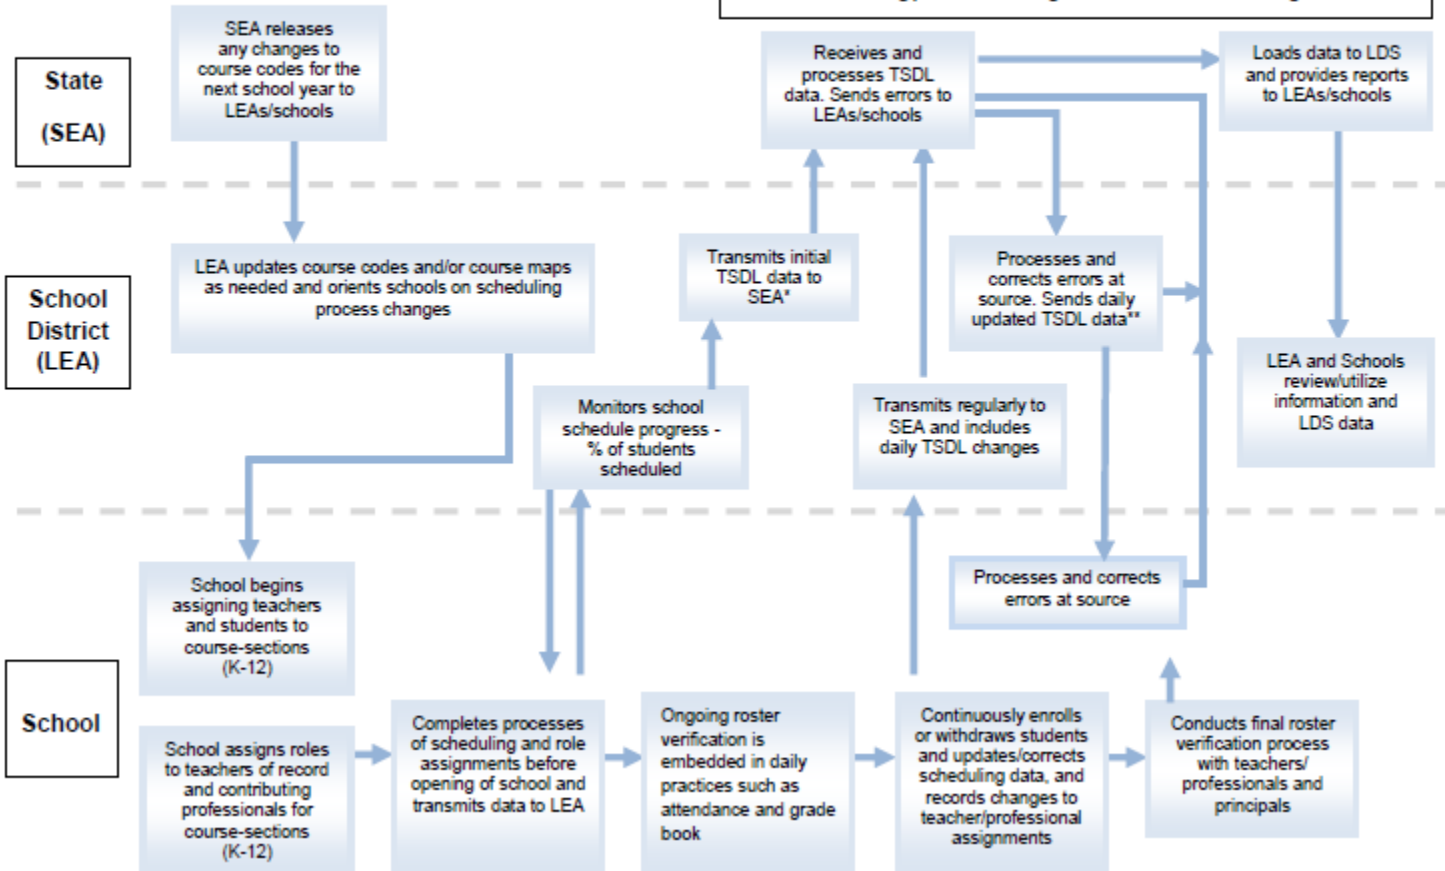 SEA releases
any changes to
course codes for the
next school year to
LEAs/schools
Receives and
processes TSDL
data. Sends errors to
LEAs/schools
Loads data to LDS
and provides reports
to LEAs/schools
State
(SEA)
LEA updates course codes and/or course maps
as needed and orients schools on scheduling
process changes
Transmits initial
TSDL data to
SEA*
Processes and
corrects errors at
source. Sends daily
updated TSDL data**
School
District
(LEA)
Monitors school
schedule progress -
% of students
scheduled
Transmits regularly to
SEA and includes
daily TSDL changes
LEA and Schools
review/utilize
information and
LDS data
School begins
assigning teachers
and students to
course-sections
(K-12)
Processes and corrects
errors at source
School
School assigns roles
to teachers of record
and contributing
professionals for
course-sections
(K-12)
Completes processes
of scheduling and role
assignments before
opening of school and
transmits data to LEA
Ongoing roster
verification is
embedded in daily
practices such as
attendance and grade
book
Continuously enrolls
or withdraws students
and updates/corrects
scheduling data, and
records changes to
teacher/professional
assignments
Conducts final roster
verification process
with teachers/
professionals and
principals